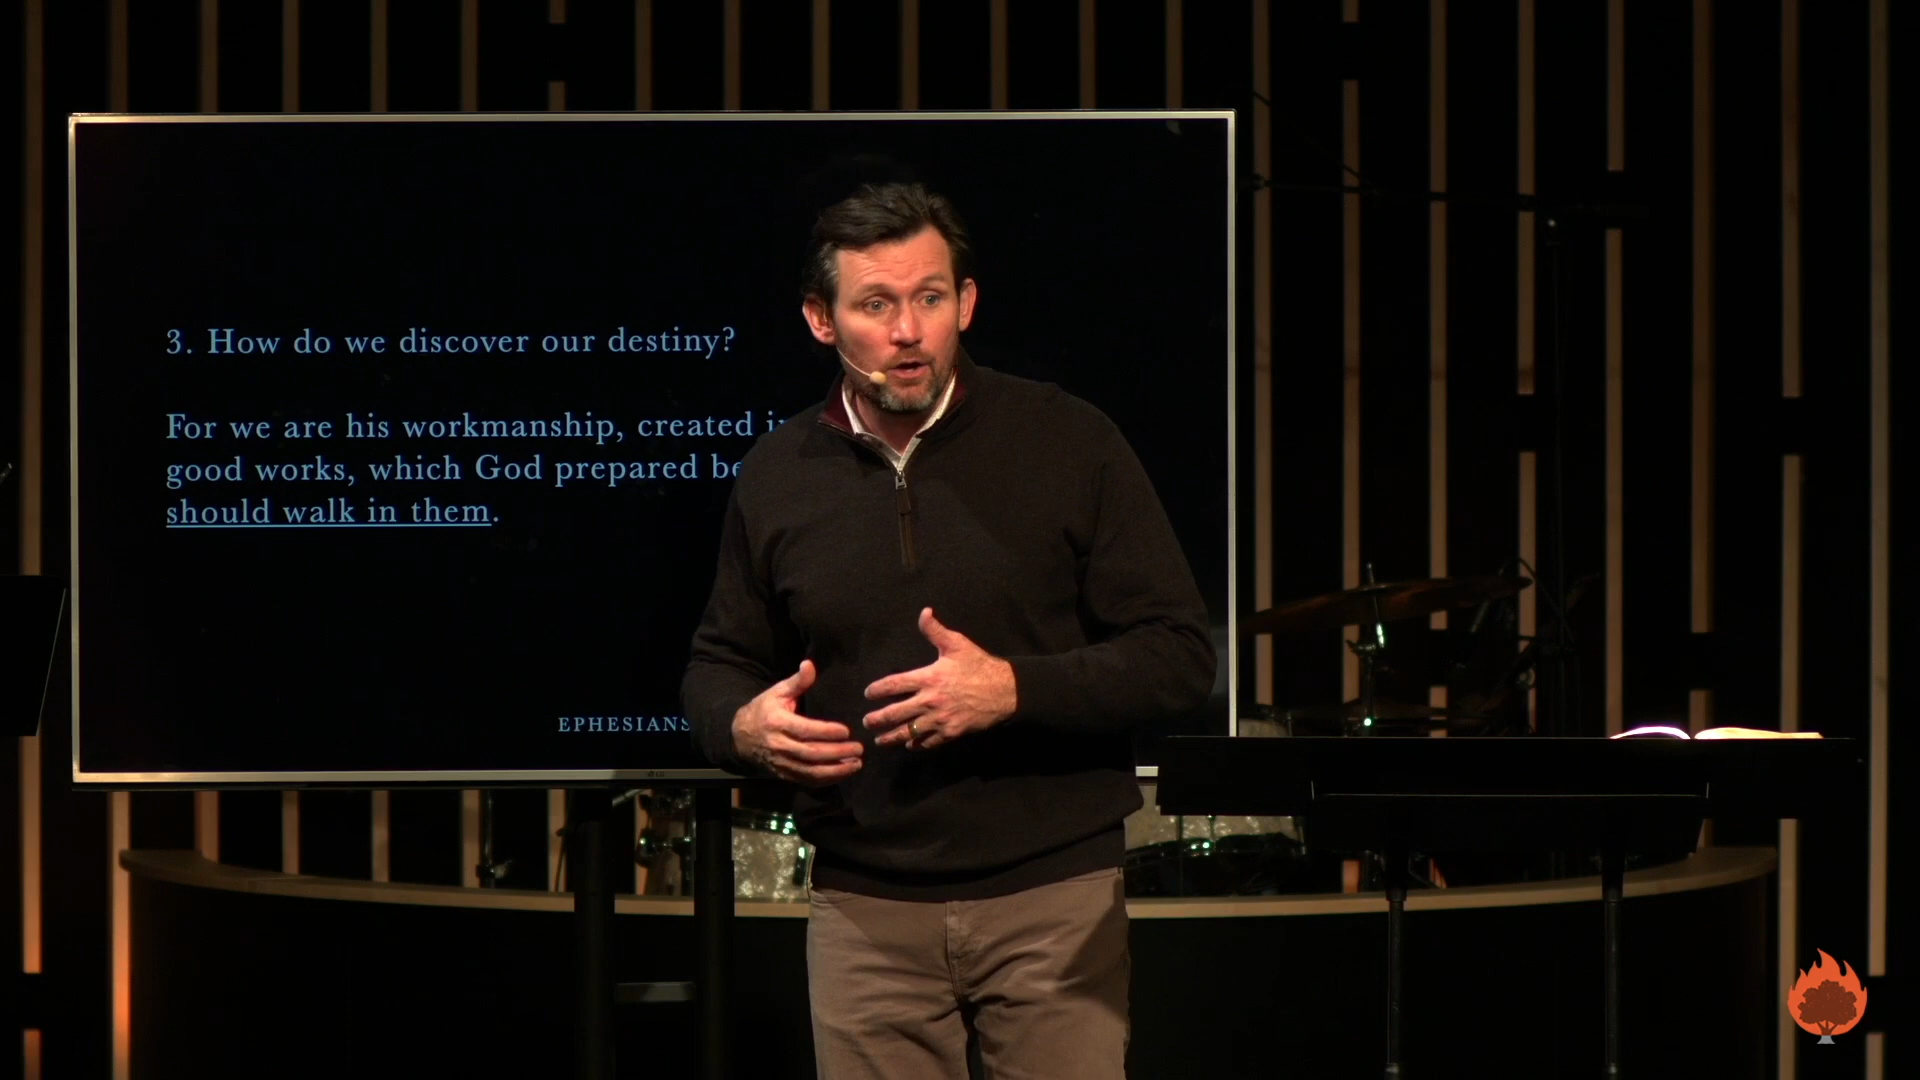 3. How do we discover our destiny?
For we are his workmanship, created
good works, which God prepared
should walk in them.
EPHESIANS
LG